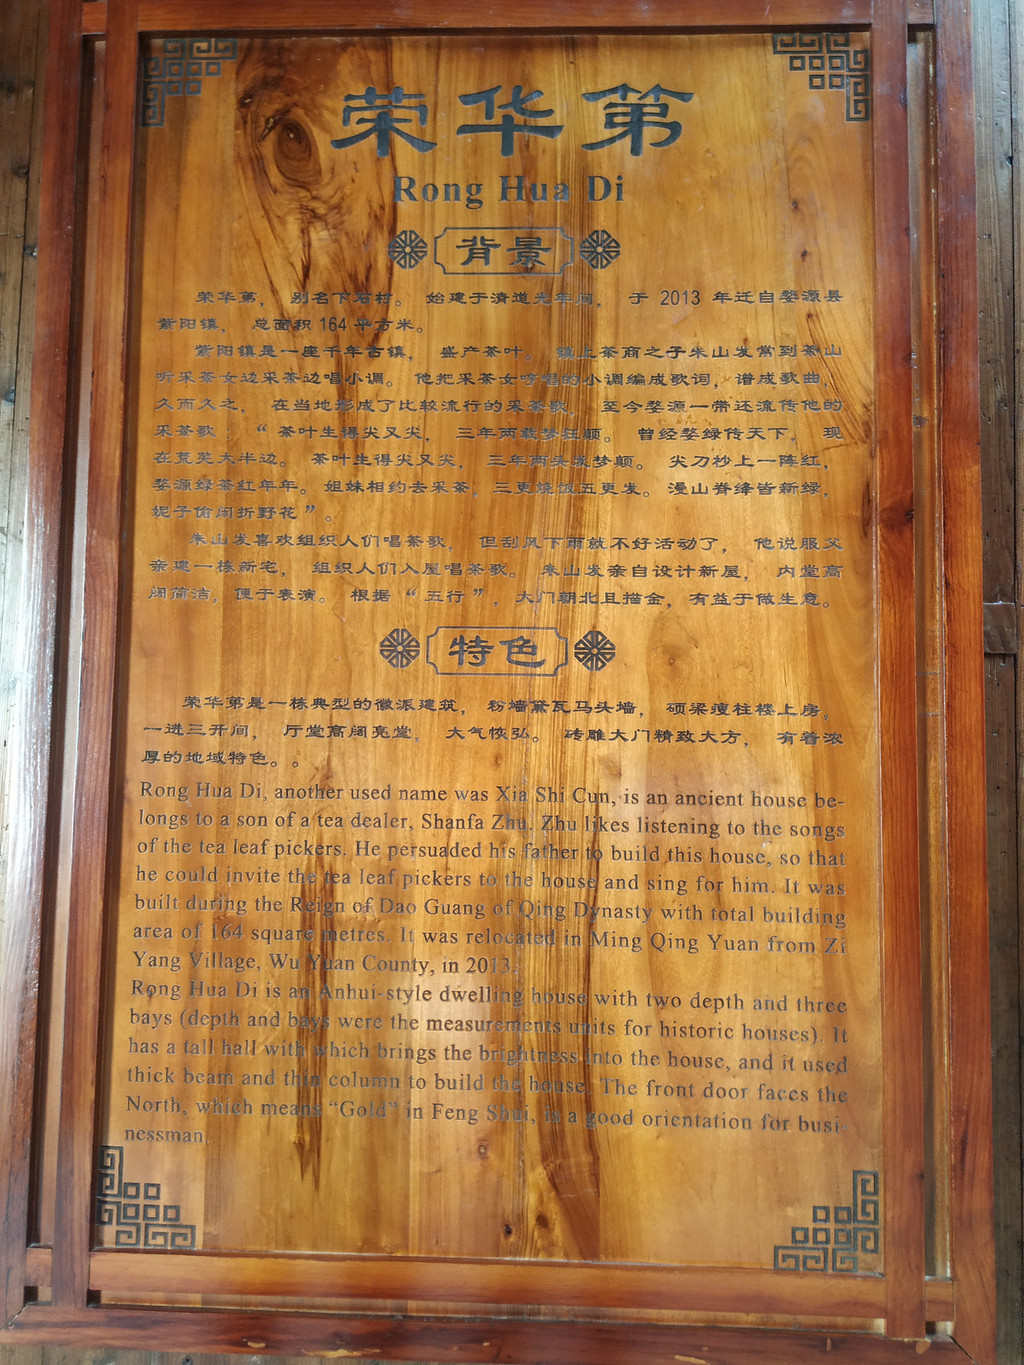 荣华第
Rong Hua Di
背景
荣华第， 别名下石村。 始建于清道光年间， 于 2013 年迁自婺源县
紫阳镇， 总面积 164 平方米。
紫阳镇是一座千年古镇， 盛产茶叶。 镇上茶商之子朱山发常到茶山
听采茶女边采茶边唱小调。 他把采茶女哼唱的小调编成歌词，谱成歌曲，
久而久之， 在当地形成了比较流行的采茶歌， 至今婺源一带还流传他的
采茶歌：“ 茶叶生得尖又尖， 三年两载梦狂颠。 曾经婺绿传天下， 现
在荒芜大半边。 茶叶生得尖又尖， 三年两头发梦颠。 尖刀杪上一阵红，
婺源绿茶红年年。 姐妹相约去采茶，三更烧饭五更发。 漫山脊绛皆新绿，
妮子偷闲折野花”。
朱山发喜欢组织人们唱茶歌， 但刮风下雨就不好活动了， 他说服父
亲建一栋新宅， 组织人们入屋唱茶歌。 朱山发亲自设计新屋， 内堂高
阔简洁，便于表演。 根据“五行”，大门朝北且描金，有益于做生意。
特色
荣华第是一栋典型的徽派建筑， 粉墙黛瓦马头墙， 硕梁瘦柱楼上房。
一进三开间， 厅堂高阔亮堂， 大气恢弘。 砖雕大门精致大方， 有着浓
厚的地域特色。。
Rong Hua Di, another used name was Xia Shi Cun, is an ancient house be-
longs to a son of a tea dealer, Shanfa Zhu. Zhu likes listening to the songs
of the tea leaf pickers. He persuaded his father to build this house, so that
he could invite the tea leaf pickers to the house and sing for him. It was
built during the Reign of Dao Guang of Qing Dynasty with total building
area of 164 square metres. It was relocated in Ming Qing Yuan from Zi
Yang Village, Wu Yuan County, in 2013.
Rong Hua Di is an Anhui-style dwelling house with two depth and three
bays (depth and bays were the measurements units for historic houses). It
has a tall hall with which brings the brightness into the house, and it used
thick beam and thin column to build the house. The front door faces the
North, which means “Gold” in Feng Shui, is a good orientation for busi-
nessman.